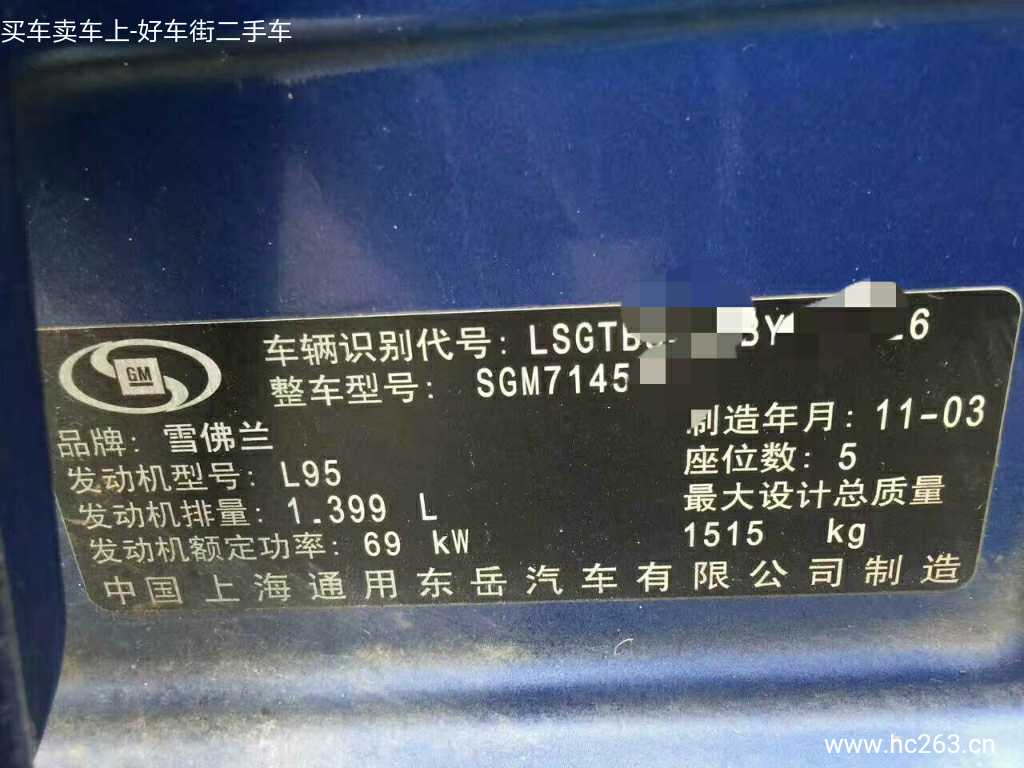 买车卖车上-好车街二手车
车辆识别代号: LSGTB BY 26
整车型号: SGM7145
GM
制造年月: 11-03
品牌: 雪佛兰
座位数: 5
发动机型号: L95
最大设计总质量
发动机排量: 1.399 L
1515 kg
发动机额定功率: 69 kW
中国上海通用东岳汽车有限公司制造
www.hc263.cn